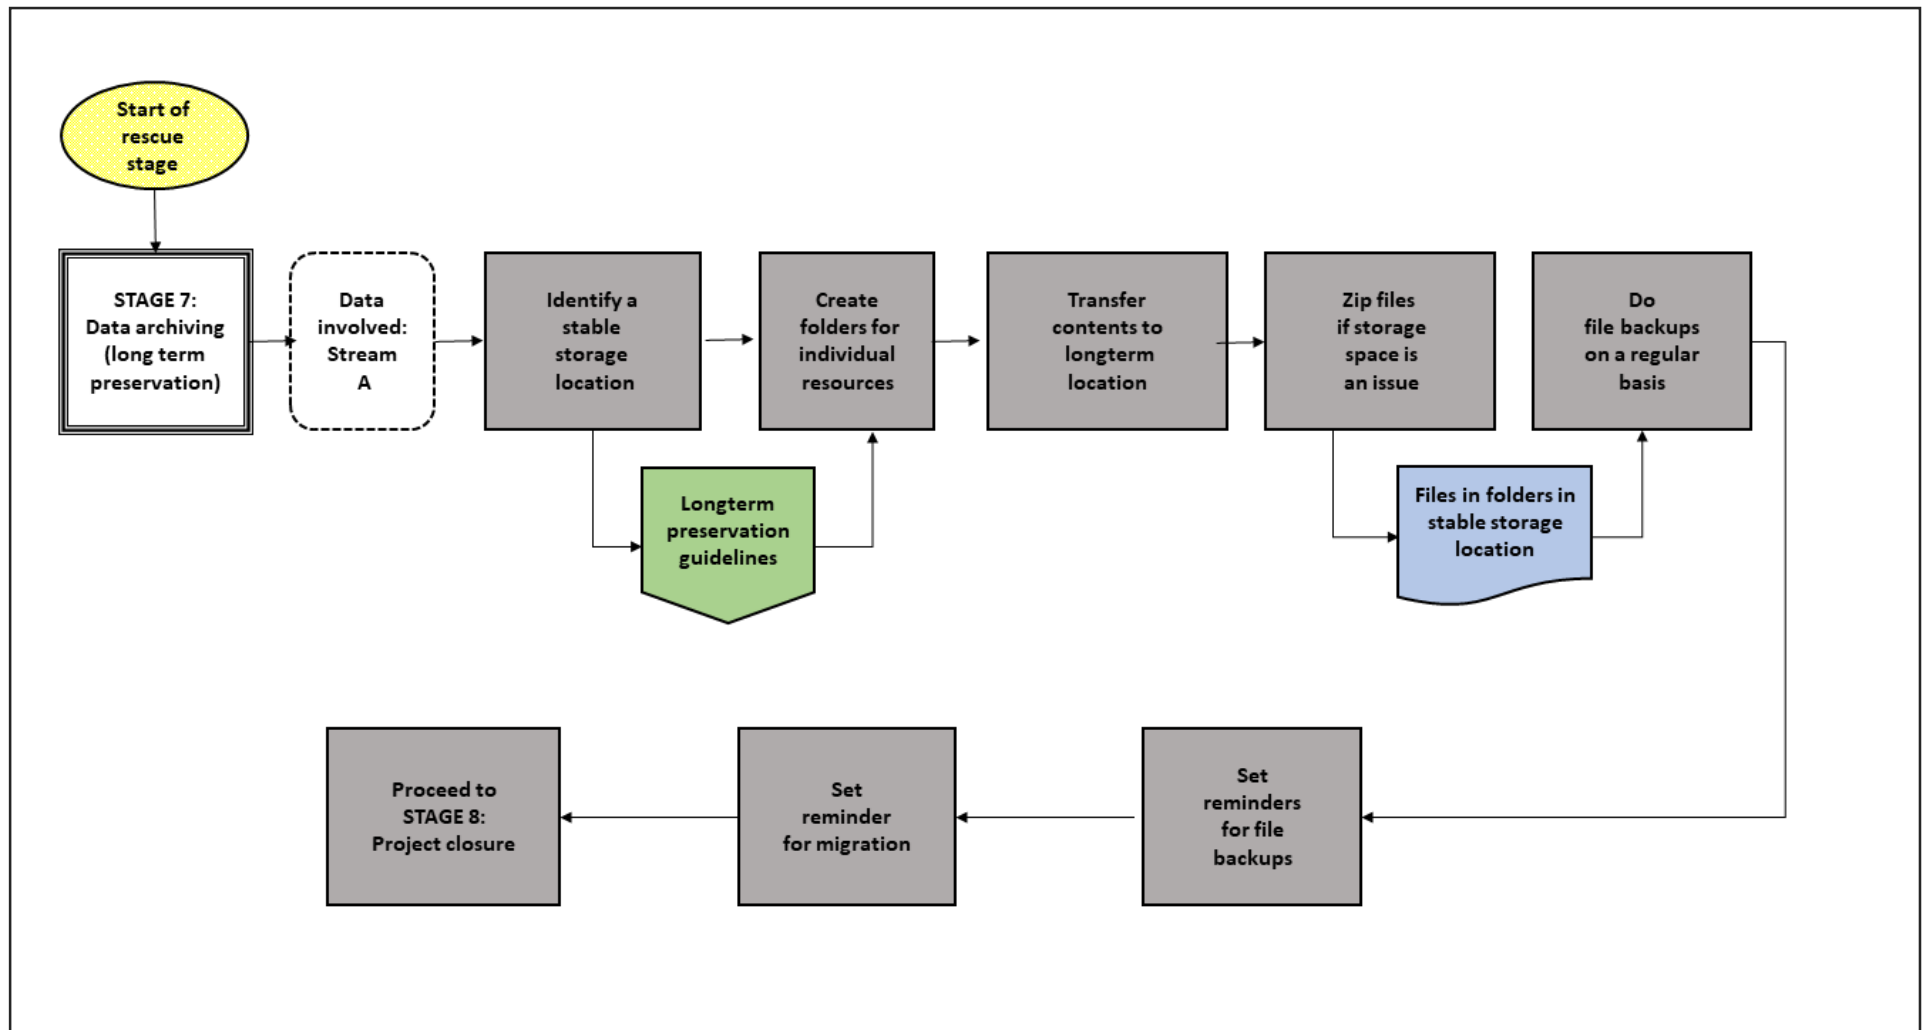 Start of
rescue
stage
STAGE 7:
Data archiving
(long term
preservation)
Data
involved:
Stream
A
Identify a
stable
storage
location
Create
folders for
individual
resources
Transfer
contents to
longterm
location
Zip files
if storage
space is
an issue
Do
file backups
on a regular
basis
Longterm
preservation
guidelines
Files in folders in
stable storage
location
Proceed to
STAGE 8:
Project closure
Set
reminder
for migration
Set
reminders
for file
backups